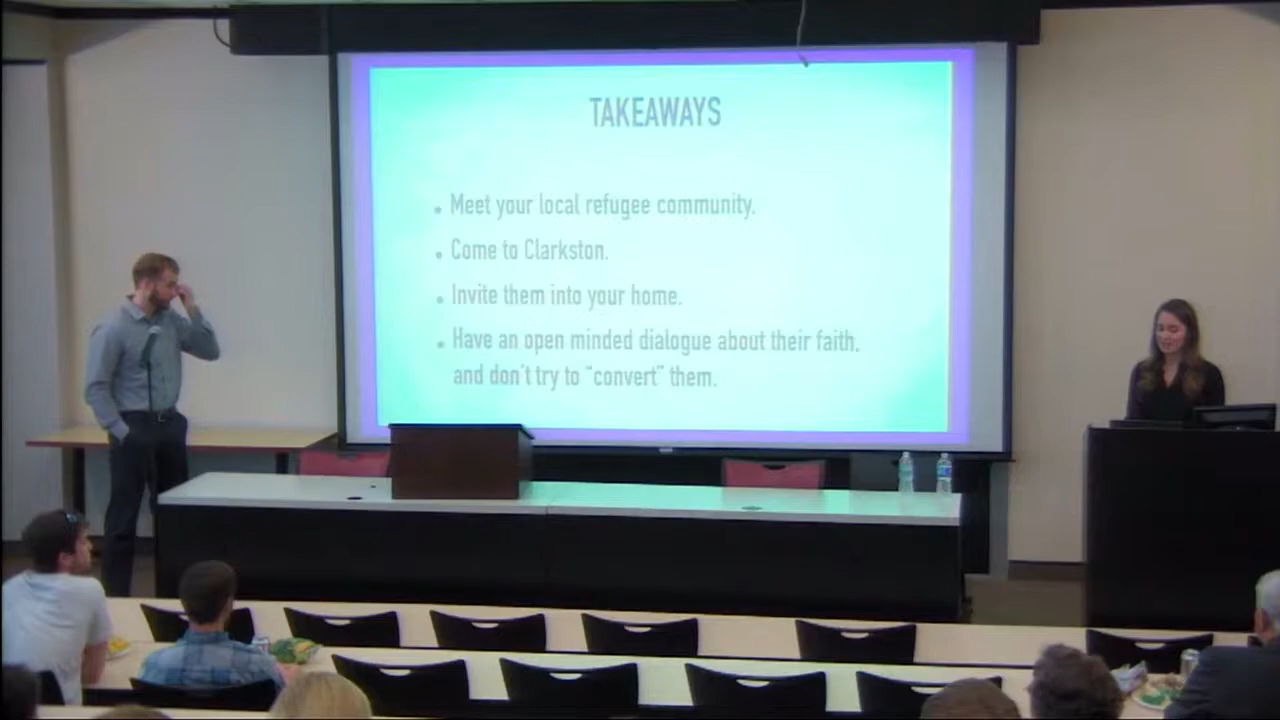 TAKEAWAYS
• Meet your local refugee community.
• Come to Clarkston.
• Invite them into your home.
• Have an open minded dialogue about their faith,
and don't try to "convert" them.